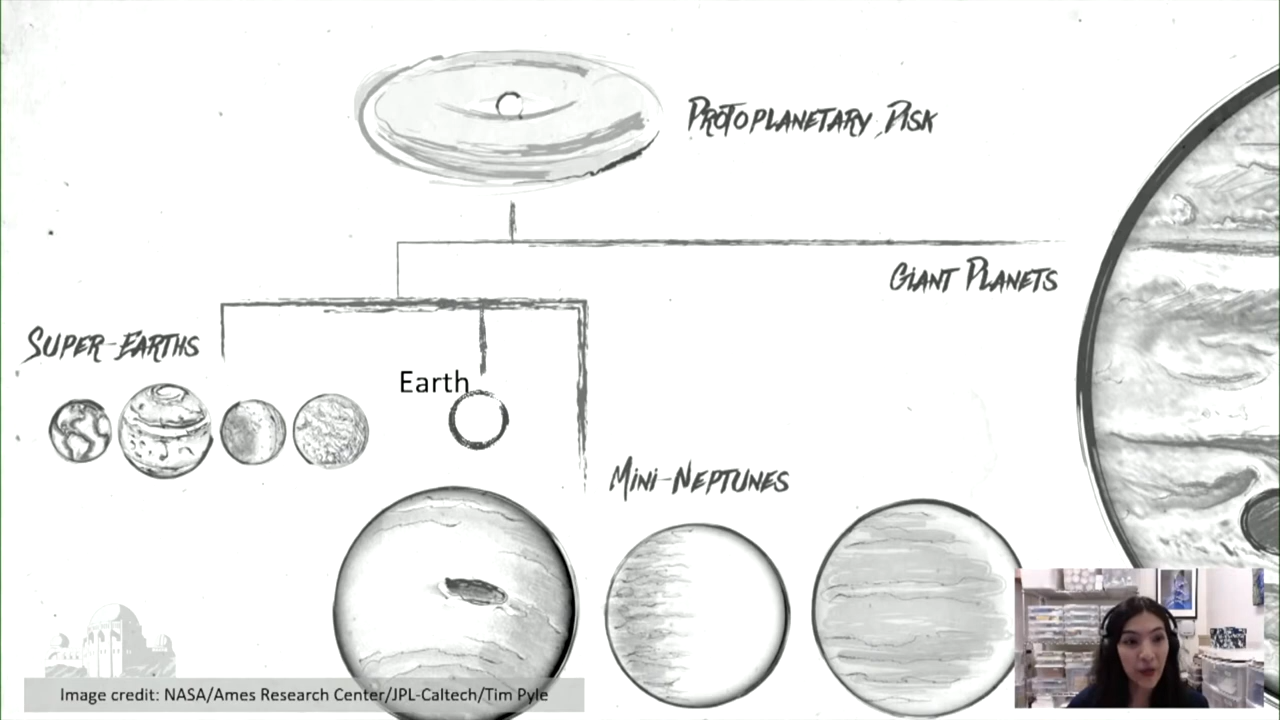 PROTOPLANETARY DISK
GIANT PLANETS
SUPER-EARTHS
Earth
MINI-NEPTUNES
Image credit: NASA/Ames Research Center/JPL-Caltech/Tim Pyle